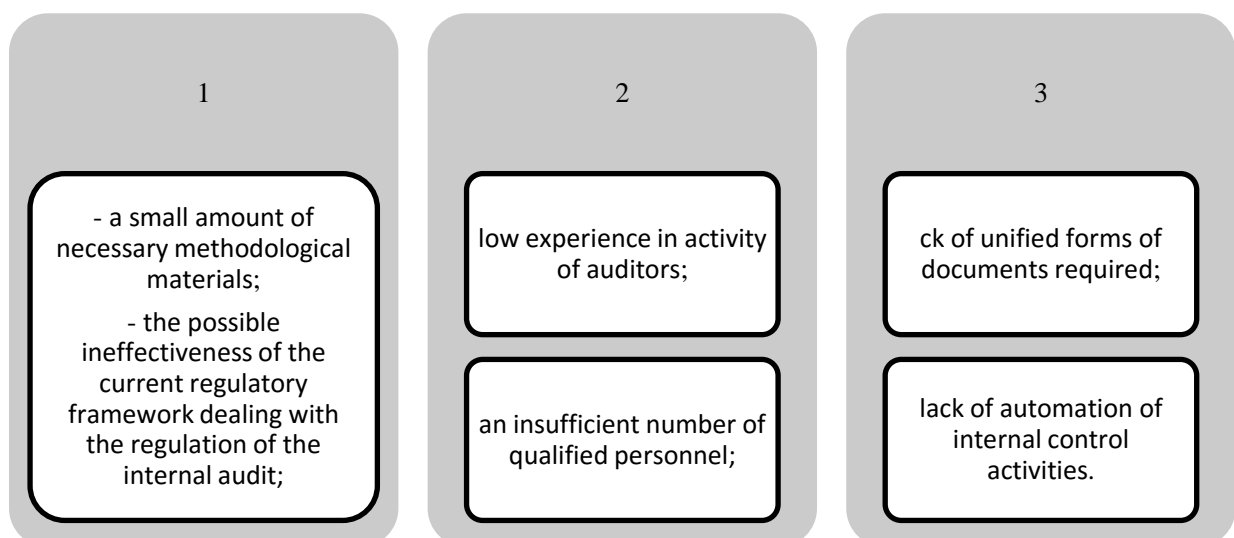 1
- a small amount of
necessary methodological
materials;
- the possible
ineffectiveness of the
current regulatory
framework dealing with
the regulation of the
internal audit;
2
low experience in activity
of auditors;
an insufficient number of
qualified personnel;
3
ck of unified forms of
documents required;
lack of automation of
internal control
activities.